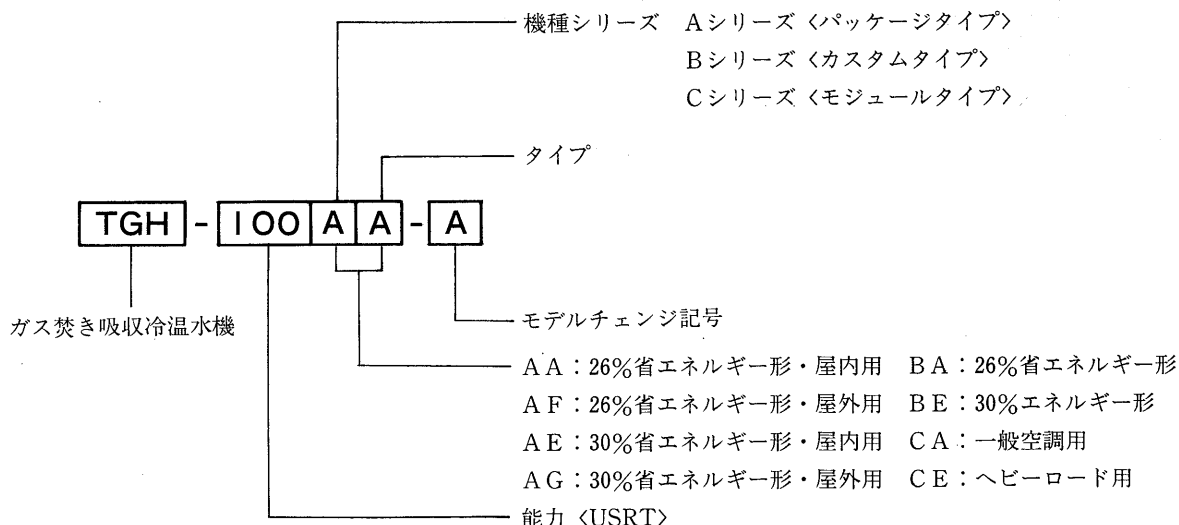 機種シリーズ Aシリーズ〈パッケージタイプ〉
Bシリーズ〈カスタムタイプ〉
Cシリーズ〈モジュールタイプ〉
タイプ
TGH-100AA-A
ガス焚き吸収冷温水機
モデルチェンジ記号
AA：26%省エネルギー形・屋内用 BA：26%省エネルギー形
AF：26%省エネルギー形・屋外用 BE：30%エネルギー形
AE：30%省エネルギー形・屋内用 CA：一般空調用
AG：30%省エネルギー形・屋外用 CE：ヘビーロード用
能力〈USRT〉